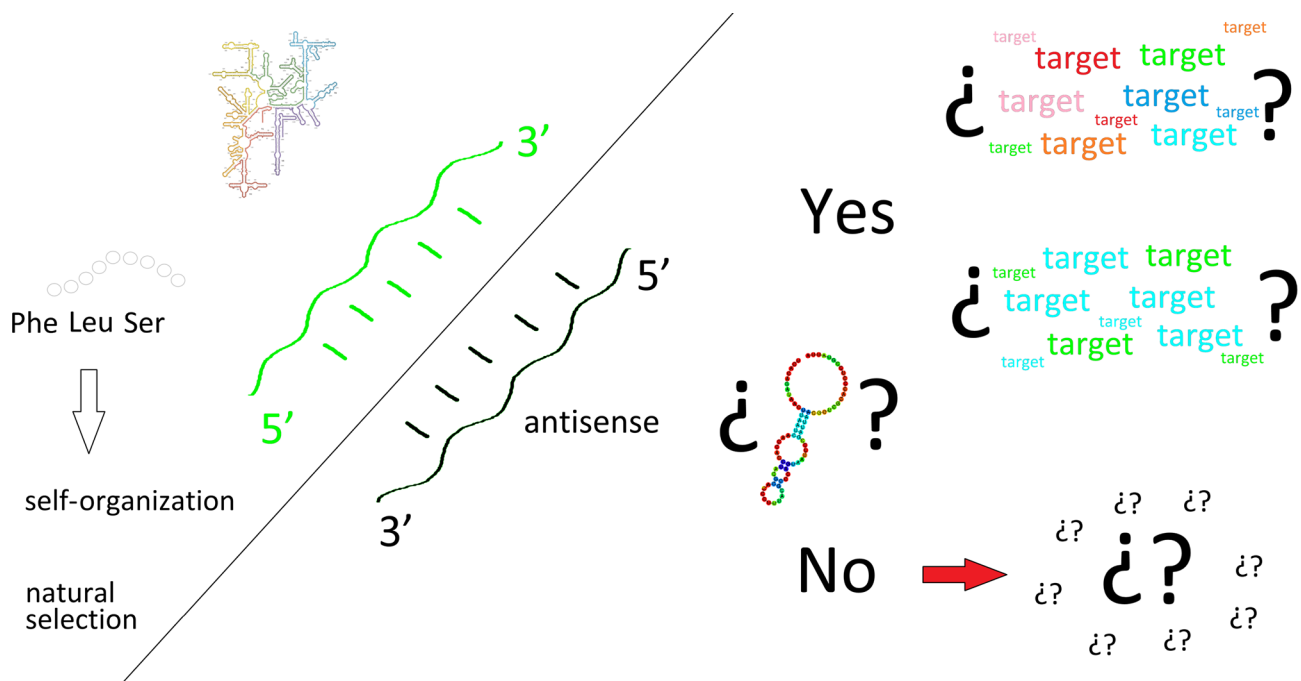 3’
5’
Phe Leu Ser
self-organization
natural
selection
5’
3’
antisense
¿ ?
Yes
No
target
target
target
target
target
target
target
target
target
target
¿ ?
target
target
target
target
target
target
target
target
target
target
¿ ?
¿?
¿?
¿?
¿?
¿?
¿?
¿?
¿?
¿?